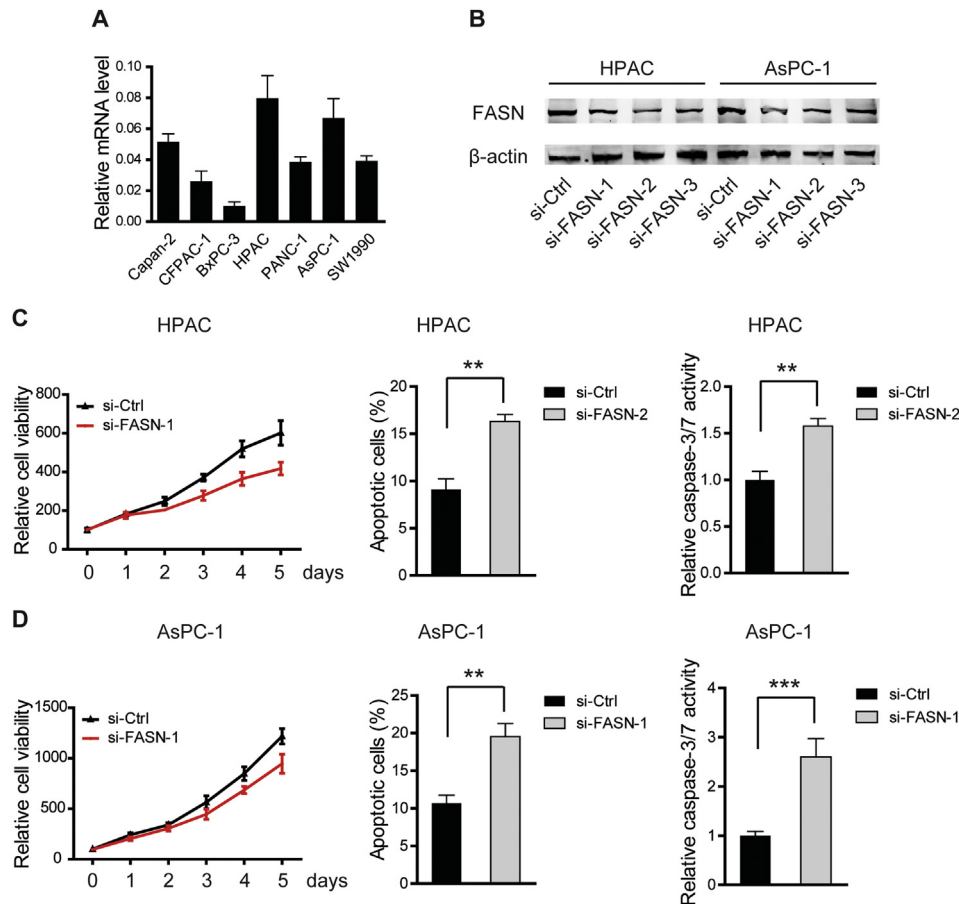 A
Relative mRNA level
0.10
0.08
0.06
0.04
0.02
0.00
Capan-2
CFPAC-1
BxPC-3
HPAC
PANC-1
AsPC-1
SW1990
B
HPAC
AsPC-1
FASN
β-actin
si-Ctrl
si-FASN-1
si-FASN-2
si-FASN-3
si-Ctrl
si-FASN-1
si-FASN-2
si-FASN-3
C
HPAC
Relative cell viability
800
600
400
200
0
si-Ctrl
si-FASN-1
0 1 2 3 4 5 days
HPAC
Apoptotic cells (%)
20
15
10
5
0
**
si-Ctrl
si-FASN-2
HPAC
Relative caspase-3/7 activity
2.0
1.5
1.0
0.5
0.0
**
si-Ctrl
si-FASN-2
D
AsPC-1
Relative cell viability
1500
1000
500
0
si-Ctrl
si-FASN-1
0 1 2 3 4 5 days
AsPC-1
Apoptotic cells (%)
25
20
15
10
5
0
**
si-Ctrl
si-FASN-1
AsPC-1
Relative caspase-3/7 activity
4
3
2
1
0
***
si-Ctrl
si-FASN-1